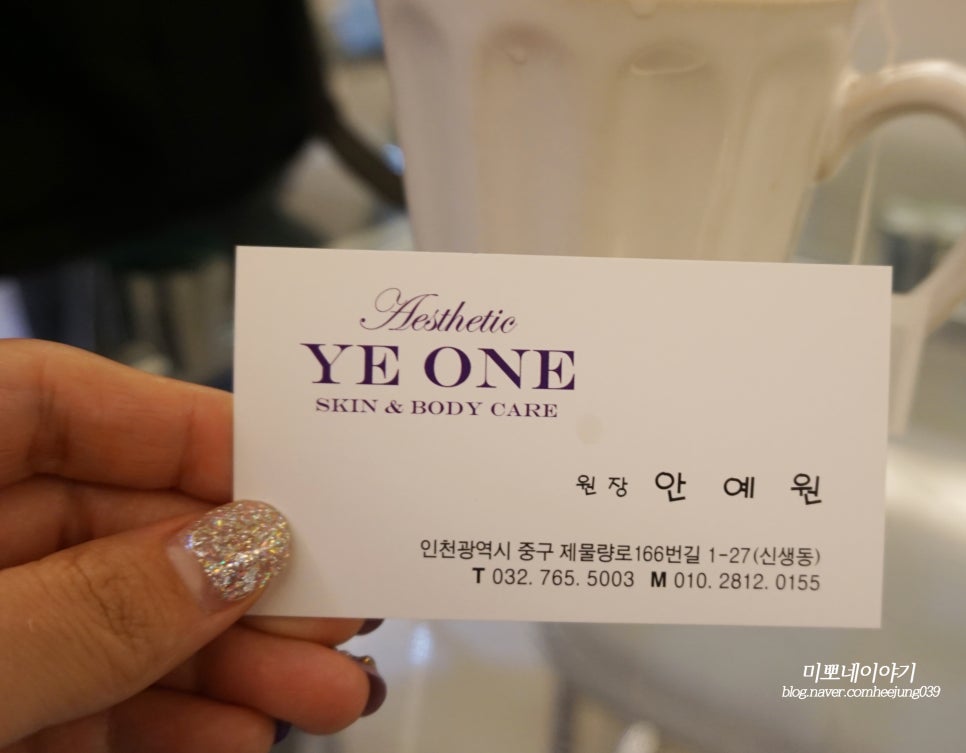 Aesthetic
YE ONE
SKIN & BODY CARE
원장 안 예 원
인천광역시 중구 제물량로166번길 1-27(신생동)
T 032. 765. 5003 M 010. 2812. 0155
미뽀네이야기
blog.naver.comheejung039